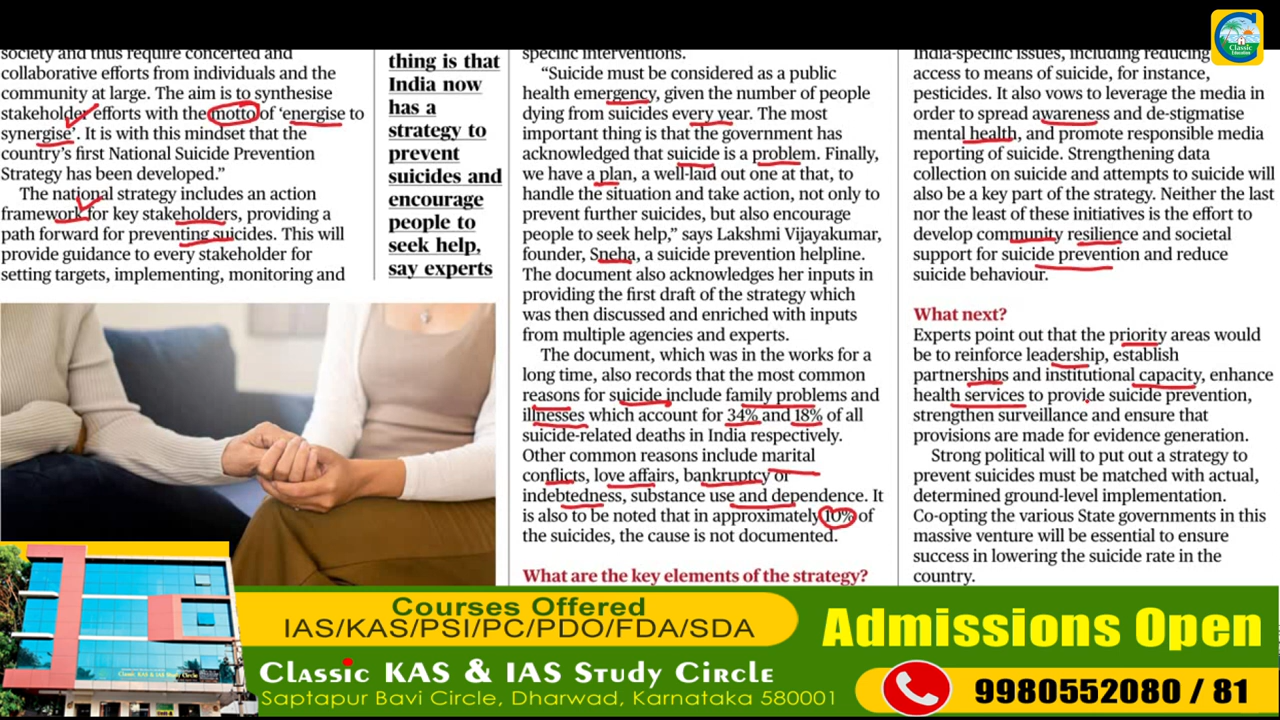 society and thus require concerted and
collaborative efforts from individuals and the
community at large. The aim is to synthesise
stakeholder efforts with the motto of ‘energise to
synergise’. It is with this mindset that the
country’s first National Suicide Prevention
Strategy has been developed.”
The national strategy includes an action
framework for key stakeholders, providing a
path forward for preventing suicides. This will
provide guidance to every stakeholder for
setting targets, implementing, monitoring and
thing is that
India now
has a
strategy to
prevent
suicides and
encourage
people to
seek help,
say experts
specific interventions.
“Suicide must be considered as a public
health emergency, given the number of people
dying from suicides every year. The most
important thing is that the government has
acknowledged that suicide is a problem. Finally,
we have a plan, a well-laid out one at that, to
handle the situation and take action, not only to
prevent further suicides, but also encourage
people to seek help,” says Lakshmi Vijayakumar,
founder, Sneha, a suicide prevention helpline.
The document also acknowledges her inputs in
providing the first draft of the strategy which
was then discussed and enriched with inputs
from multiple agencies and experts.
The document, which was in the works for a
long time, also records that the most common
reasons for suicide include family problems and
illnesses which account for 34% and 18% of all
suicide-related deaths in India respectively.
Other common reasons include marital
conflicts, love affairs, bankruptcy or
indebtedness, substance use and dependence. It
is also to be noted that in approximately 10% of
the suicides, the cause is not documented.
What are the key elements of the strategy?
India-specific issues, including reducing
access to means of suicide, for instance,
pesticides. It also vows to leverage the media in
order to spread awareness and de-stigmatise
mental health, and promote responsible media
reporting of suicide. Strengthening data
collection on suicide and attempts to suicide will
also be a key part of the strategy. Neither the last
nor the least of these initiatives is the effort to
develop community resilience and societal
support for suicide prevention and reduce
suicide behaviour.
What next?
Experts point out that the priority areas would
be to reinforce leadership, establish
partnerships and institutional capacity, enhance
health services to provide suicide prevention,
strengthen surveillance and ensure that
provisions are made for evidence generation.
Strong political will to put out a strategy to
prevent suicides must be matched with actual,
determined ground-level implementation.
Co-opting the various State governments in this
massive venture will be essential to ensure
success in lowering the suicide rate in the
country.
Classic
Education
Courses Offered
IAS/KAS/PSI/PC/PDO/FDA/SDA
Classic KAS & IAS Study Circle
Saptapur Bavi Circle, Dharwad, Karnataka 580001
Admissions Open
9980552080 / 81
Classic KAS & IAS Study Circle